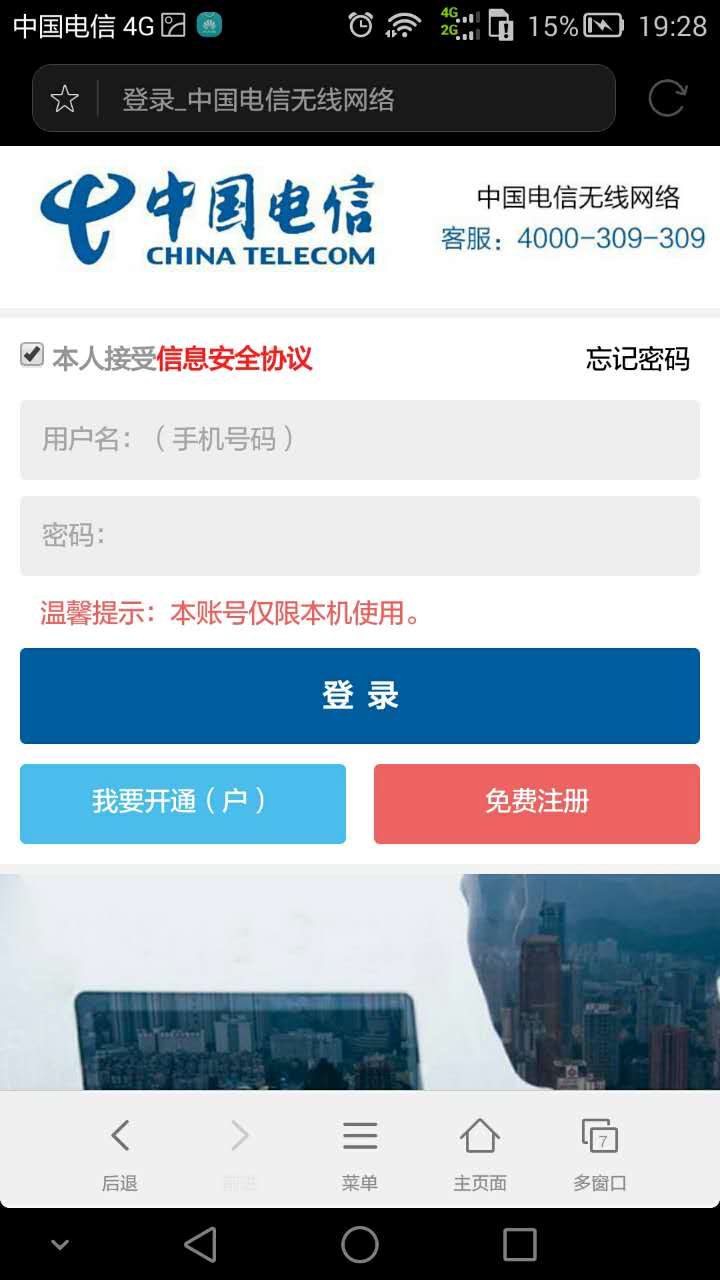 中国电信 4G 4G 2G 15% 19:28
登录_中国电信无线网络
中国电信
CHINA TELECOM
中国电信无线网络
客服：4000-309-309
本人接受信息安全协议 忘记密码
用户名：（手机号码）
密码：
温馨提示：本账号仅限本机使用。
登 录
我要开通（户） 免费注册
7
后退 前进 菜单 主页面 多窗口